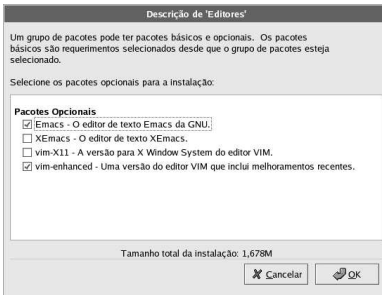 Descrição de 'Editores'
Um grupo de pacotes pode ter pacotes básicos e opcionais. Os pacotes
básicos são requerimentos selecionados desde que o grupo de pacotes esteja
selecionado.
Selecione os pacotes opcionais para a instalação:
Pacotes Opcionais
Emacs - O editor de texto Emacs da GNU.
XEmacs - O editor de texto XEmacs.
vim-X11 - A versão para X Window System do editor VIM.
vim-enhanced - Uma versão do editor VIM que inclui melhoramentos recentes.
Tamanho total da instalação: 1,678M
Cancelar
OK